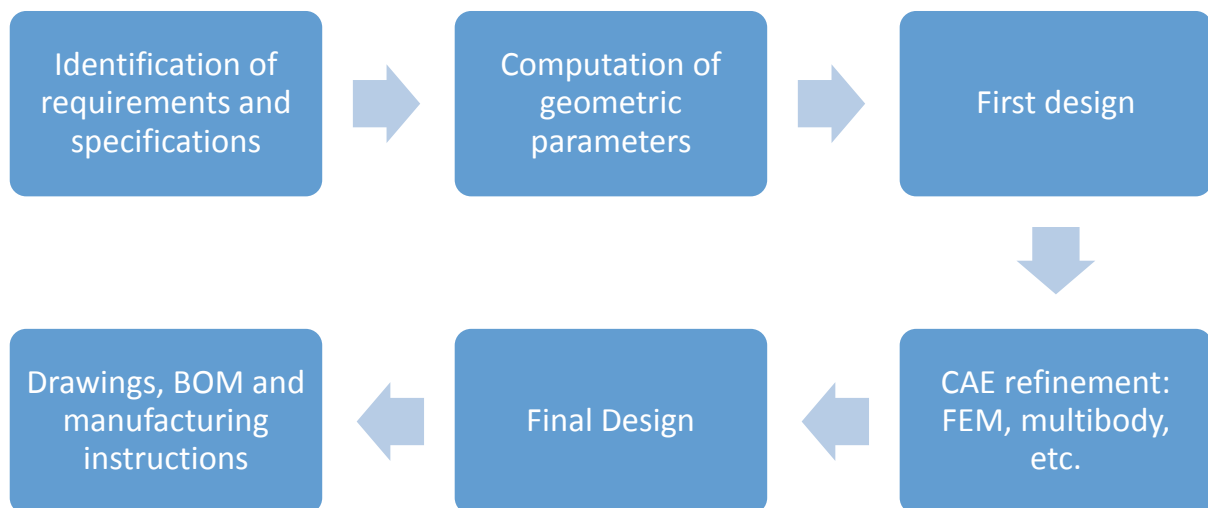 Identification of
requirements and
specifications
Computation of
geometric
parameters
First design
CAE refinement:
FEM, multibody,
etc.
Final Design
Drawings, BOM and
manufacturing
instructions